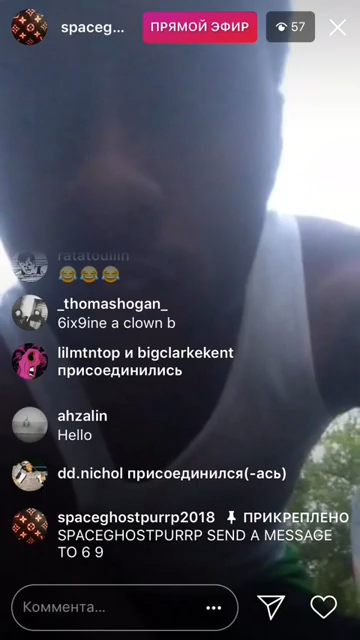 spaceg...
ПРЯМОЙ ЭФИР
57
ratatoullin
😂😂😂
_thomashogan_
6ix9ine a clown b
lilmtntop и bigclarkekent
присоединились
ahzalin
Hello
dd.nichol присоединился(-ась)
spaceghostpurrp2018 ПРИКРЕПЛЕНО
SPACEGHOSTPURRP SEND A MESSAGE
TO 6 9
Коммента...